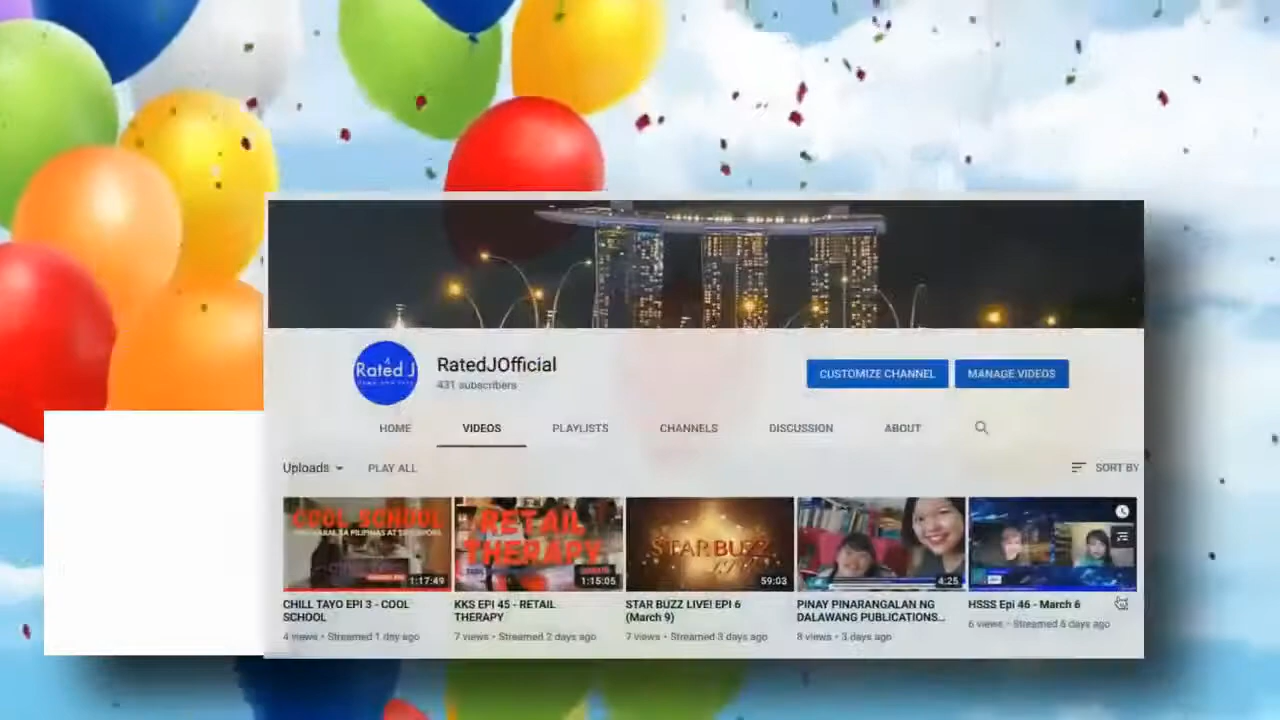 Rated J
RatedJOfficial
431 subscribers
CUSTOMIZE CHANNEL
MANAGE VIDEOS
HOME
VIDEOS
PLAYLISTS
CHANNELS
DISCUSSION
ABOUT
Uploads
PLAY ALL
SORT BY
COOL SCHOOL
1:17:49
CHILL TAYO EPI 3 - COOL
SCHOOL
4 views • Streamed 1 day ago
RETAIL
THERAPY
1:15:05
KKS EPI 45 - RETAIL
THERAPY
7 views • Streamed 2 days ago
STAR BUZZ
59:03
STAR BUZZ LIVE! EPI 6
(March 9)
7 views • Streamed 3 days ago
4:25
PINAY PINARANGALAN NG
DALAWANG PUBLICATIONS...
8 views • 3 days ago
HSSS Epi 46 - March 6
6 views • Streamed 6 days ago